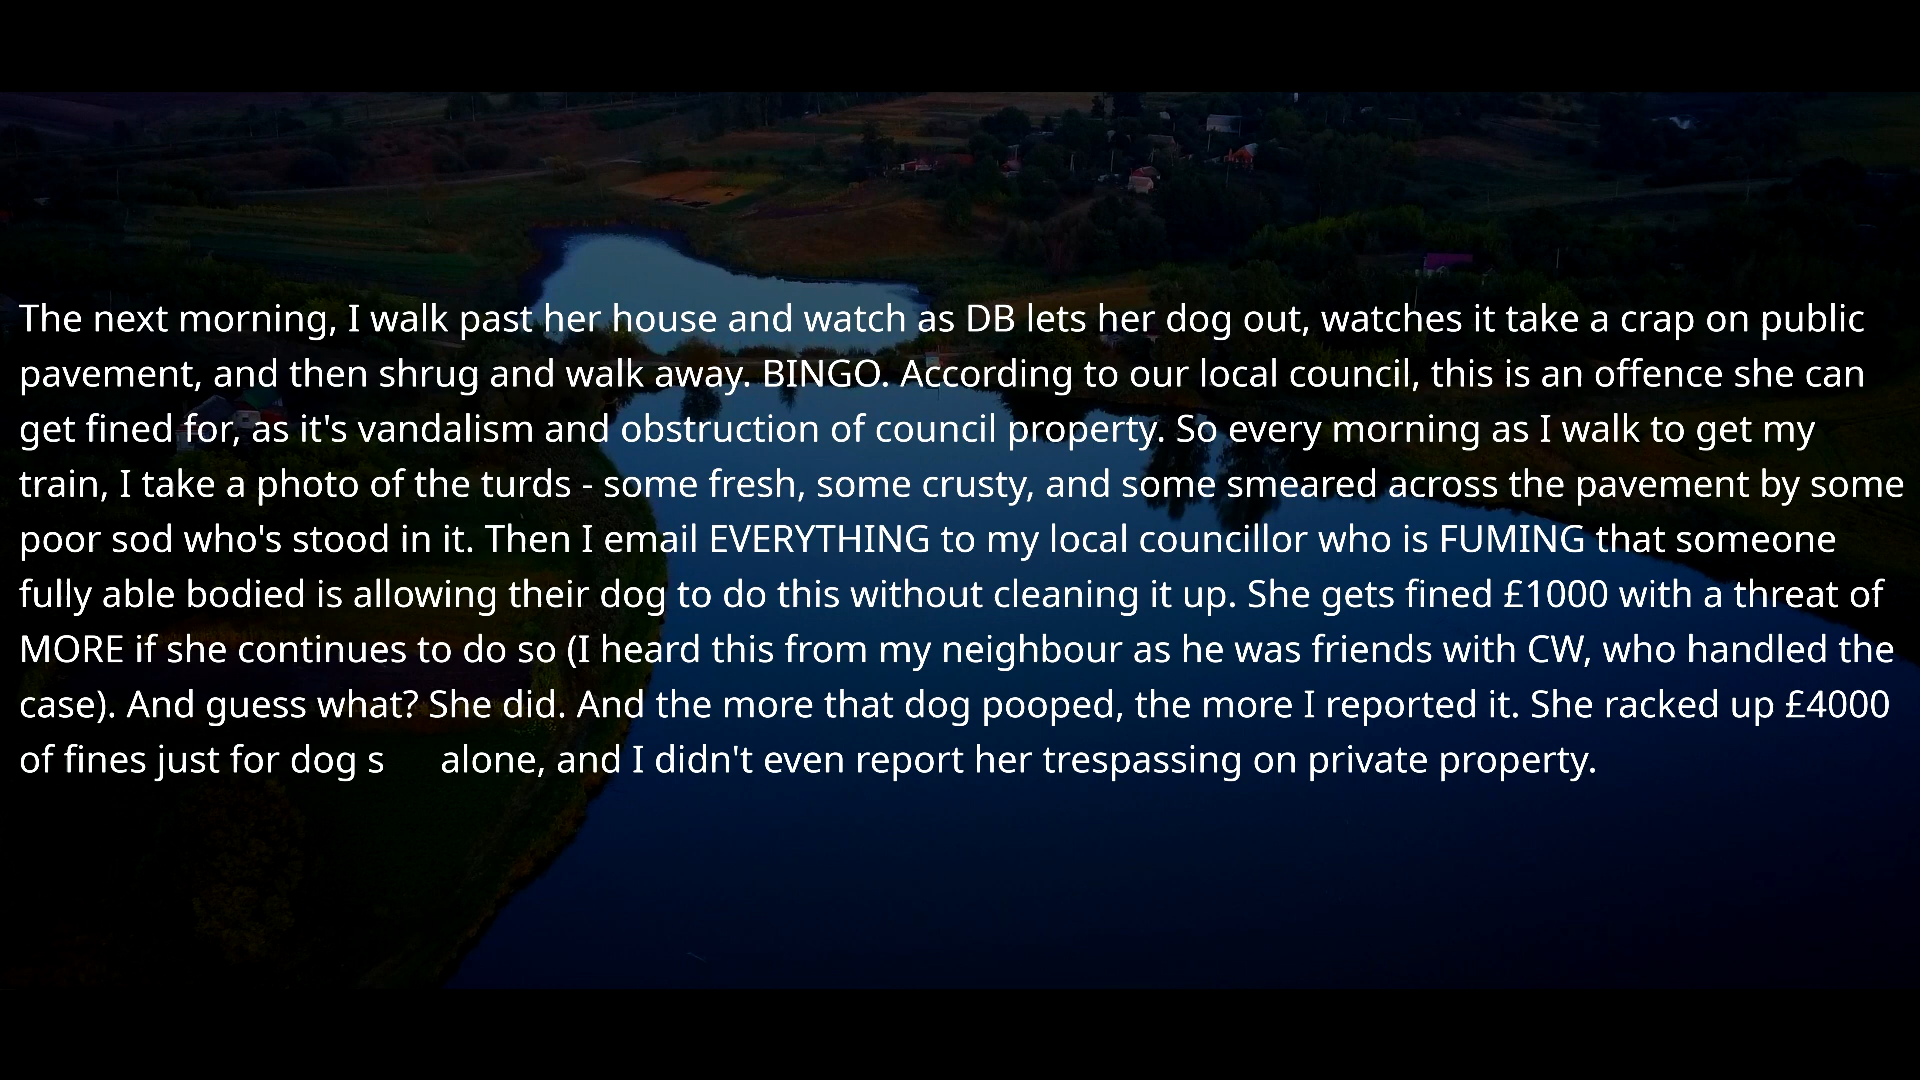 The next morning, I walk past her house and watch as DB lets her dog out, watches it take a crap on public
pavement, and then shrug and walk away. BINGO. According to our local council, this is an offence she can
get fined for, as it's vandalism and obstruction of council property. So every morning as I walk to get my
train, I take a photo of the turds - some fresh, some crusty, and some smeared across the pavement by some
poor sod who's stood in it. Then I email EVERYTHING to my local councillor who is FUMING that someone
fully able bodied is allowing their dog to do this without cleaning it up. She gets fined £1000 with a threat of
MORE if she continues to do so (I heard this from my neighbour as he was friends with CW, who handled the
case). And guess what? She did. And the more that dog pooped, the more I reported it. She racked up £4000
of fines just for dog s alone, and I didn't even report her trespassing on private property.